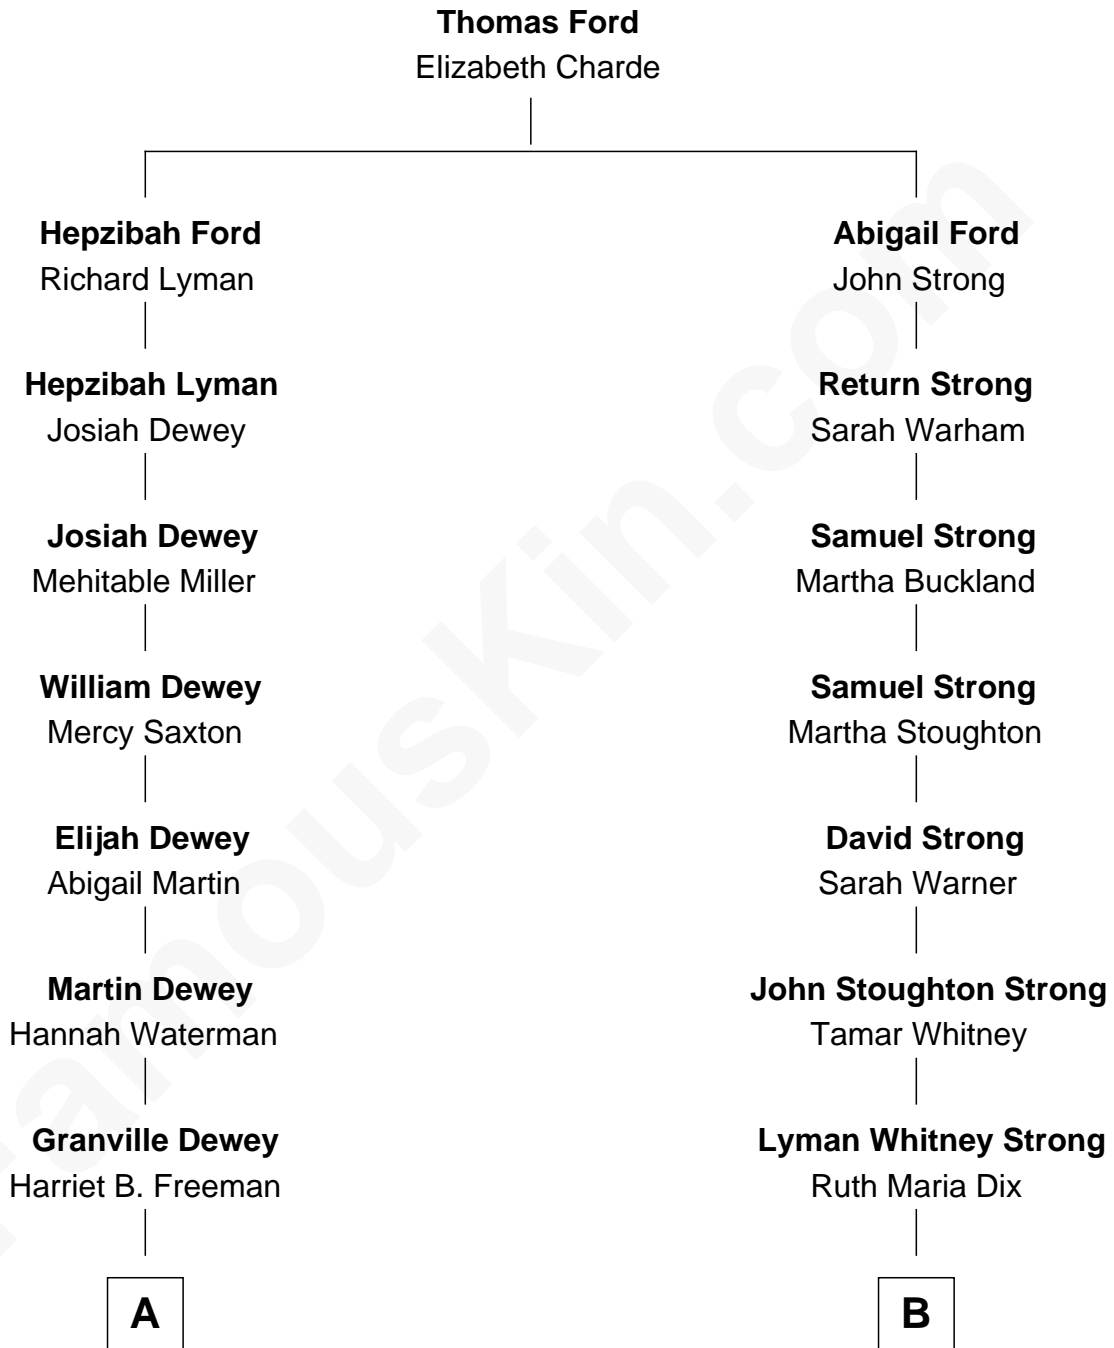 Thomas Ford
Elizabeth Charde
Hepzibah Ford
Richard Lyman
Abigail Ford
John Strong
Hepzibah Lyman
Josiah Dewey
Return Strong
Sarah Warham
Josiah Dewey
Mehitable Miller
Samuel Strong
Martha Buckland
William Dewey
Mercy Saxton
Samuel Strong
Martha Stoughton
Elijah Dewey
Abigail Martin
David Strong
Sarah Warner
Martin Dewey
Hannah Waterman
John Stoughton Strong
Tamar Whitney
Granville Dewey
Harriet B. Freeman
Lyman Whitney Strong
Ruth Maria Dix
A
B
FamousKin.com